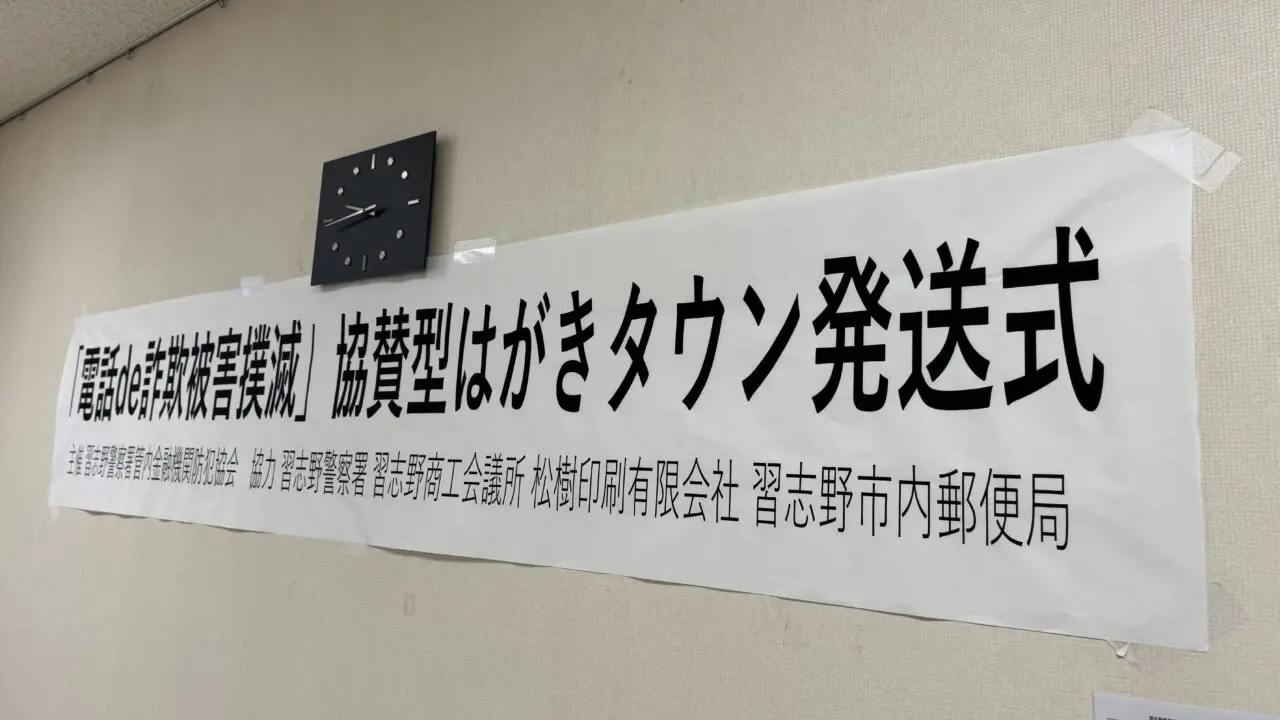 「電話de詐欺被害撲滅」 協賛型はがきタウン発送式
主催 習志野警察署管内金融機関防犯協会 協力 習志野警察署 習志野商工会議所 松樹印刷有限会社 習志野市内郵便局